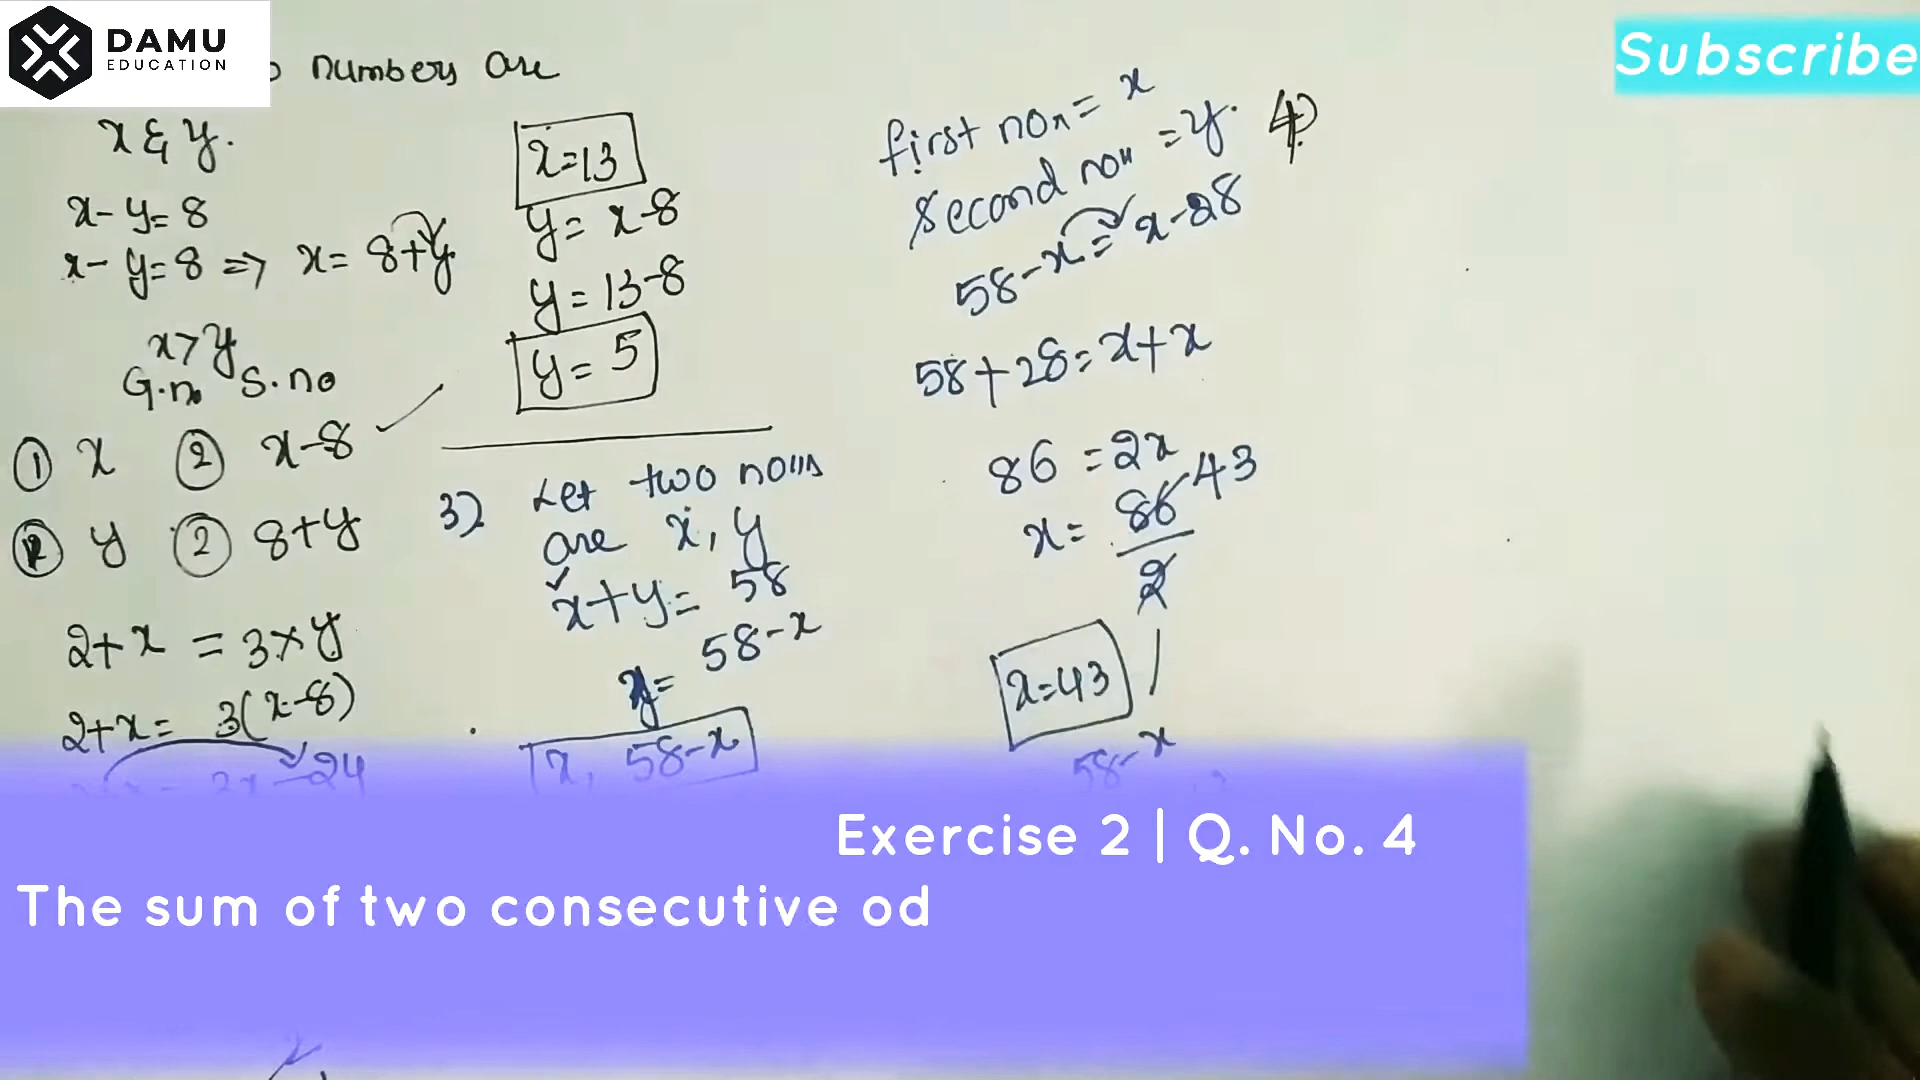 DAMU
EDUCATION
Subscribe
numbers are
x & y.
x - y = 8
x - y = 8 => x = 8+y
x > y
G.no S.no
① x ② x-8
y ② 8+y
2+x = 3×y
2+x = 3(x-8)
-24
x=13
y = x-8
y = 13-8
y = 5
3) Let two no"s
are x, y
x+y = 58
y = 58-x
x, 58-x
first no = x
second no" = y. 4)
58-x = x-28
58+28 = x+x
86 = 2x
x = 86/2 43
x=43
58-x
Exercise 2 | Q. No. 4
The sum of two consecutive od